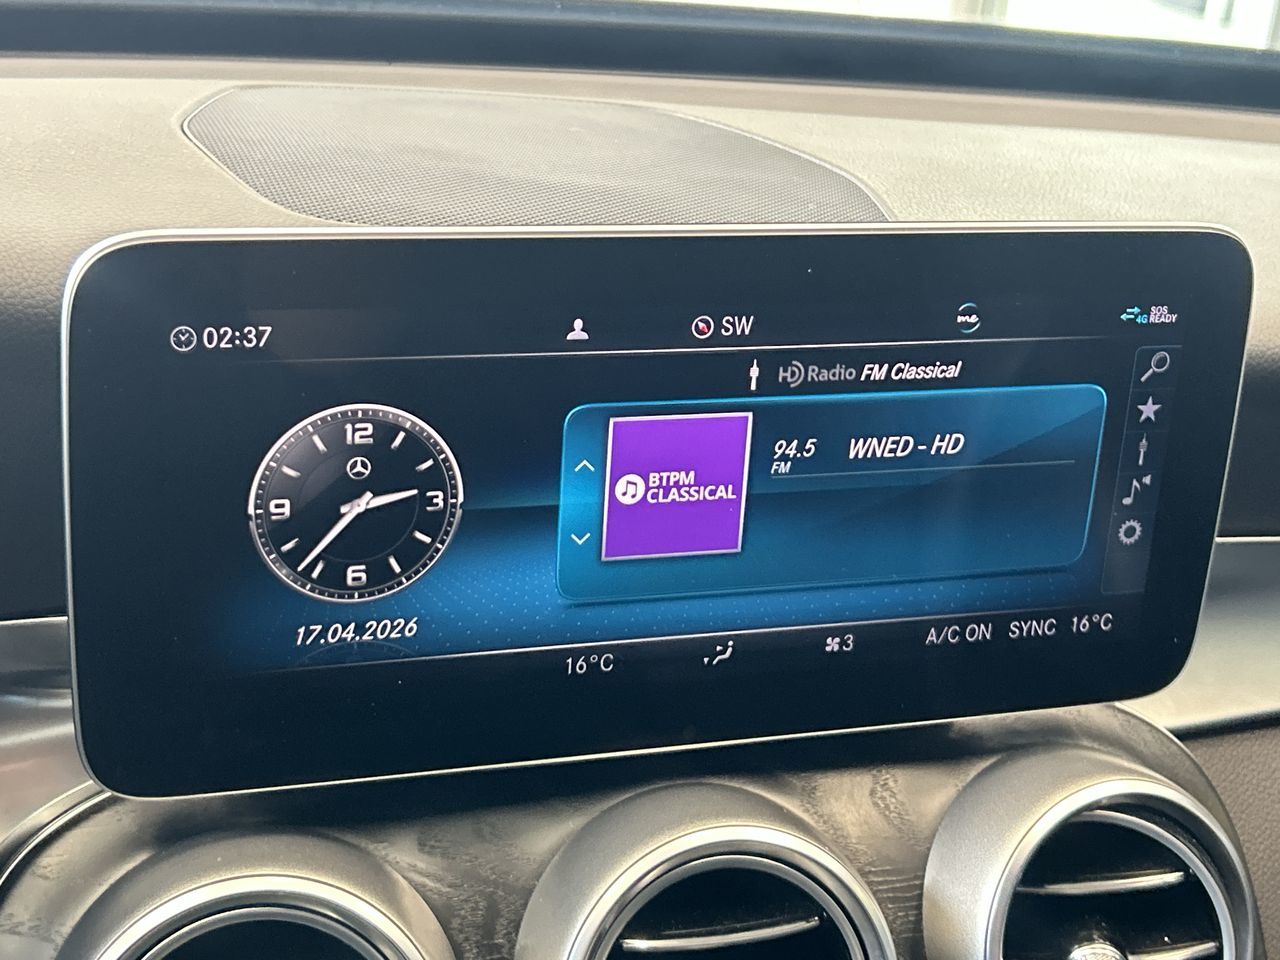 02:37
SW
me
4G
SOS
READY
HD Radio FM Classical
12
3
6
9
17.04.2026
BTPM
CLASSICAL
94.5
FM
WNED - HD
16°C
3
A/C ON
SYNC
16°C